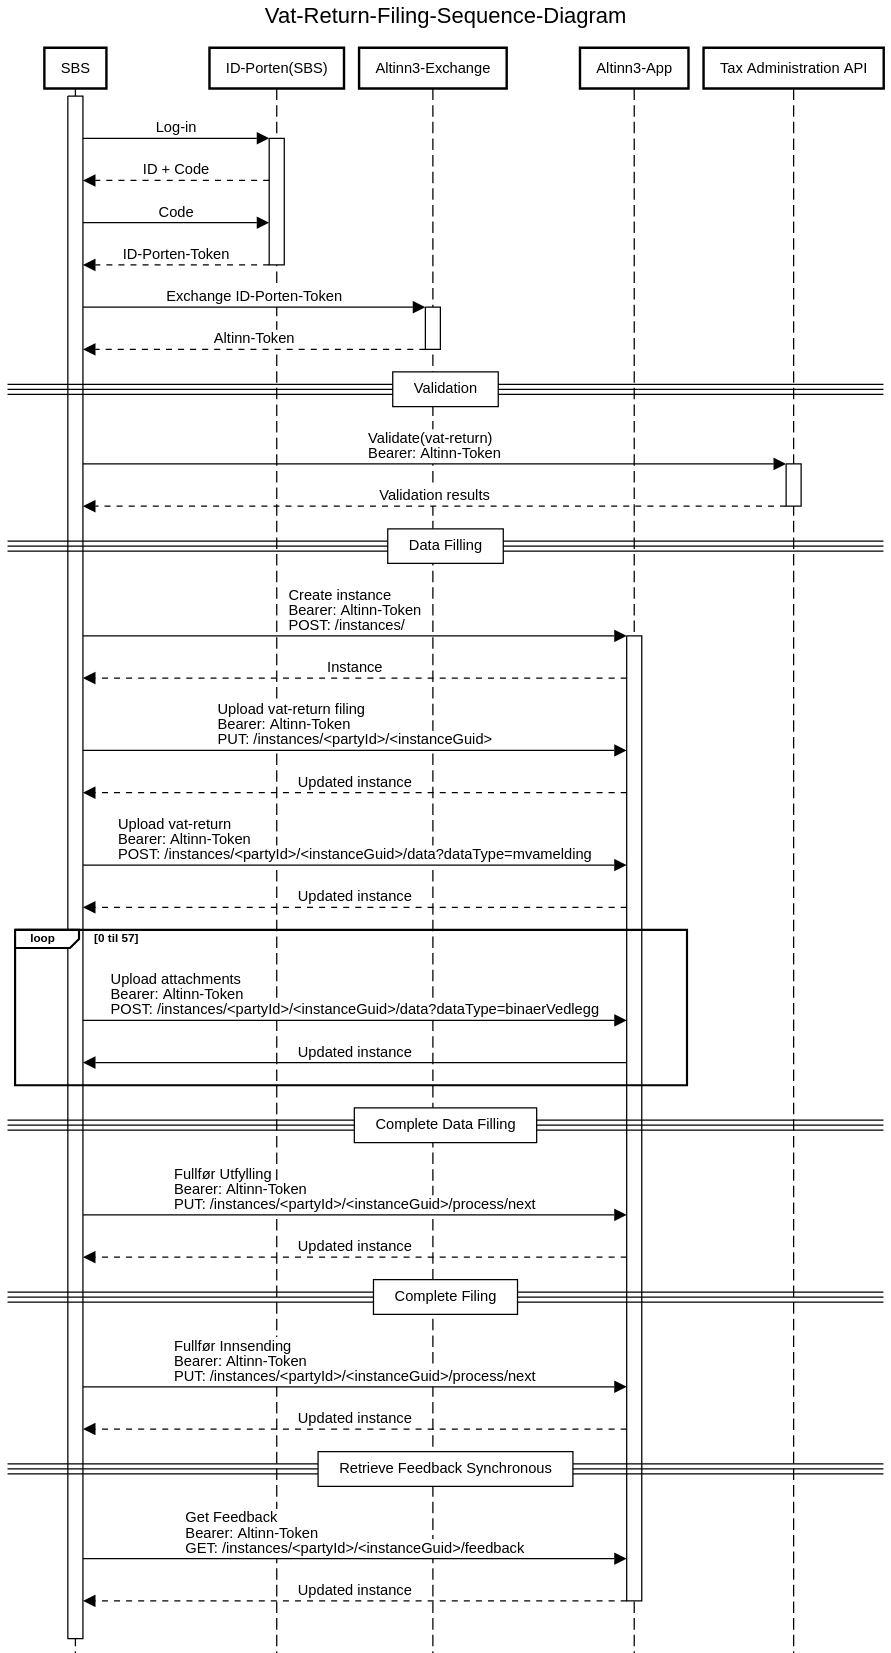 Vat-Return-Filing-Sequence-Diagram
SBS
ID-Porten(SBS)
Altinn3-Exchange
Altinn3-App
Tax Administration API
Log-in
ID + Code
Code
ID-Porten-Token
Exchange ID-Porten-Token
Altinn-Token
Validation
Validate(vat-return)
Bearer: Altinn-Token
Validation results
Data Filling
Create instance
Bearer: Altinn-Token
POST: /instances/
Instance
Upload vat-return filing
Bearer: Altinn-Token
PUT: /instances/<partyId>/<instanceGuid>
Updated instance
Upload vat-return
Bearer: Altinn-Token
POST: /instances/<partyId>/<instanceGuid>/data?dataType=mvamelding
Updated instance
loop
[0 til 57]
Upload attachments
Bearer: Altinn-Token
POST: /instances/<partyId>/<instanceGuid>/data?dataType=binaerVedlegg
Updated instance
Complete Data Filling
Fullfør Utfylling
Bearer: Altinn-Token
PUT: /instances/<partyId>/<instanceGuid>/process/next
Updated instance
Complete Filing
Fullfør Innsending
Bearer: Altinn-Token
PUT: /instances/<partyId>/<instanceGuid>/process/next
Updated instance
Retrieve Feedback Synchronous
Get Feedback
Bearer: Altinn-Token
GET: /instances/<partyId>/<instanceGuid>/feedback
Updated instance